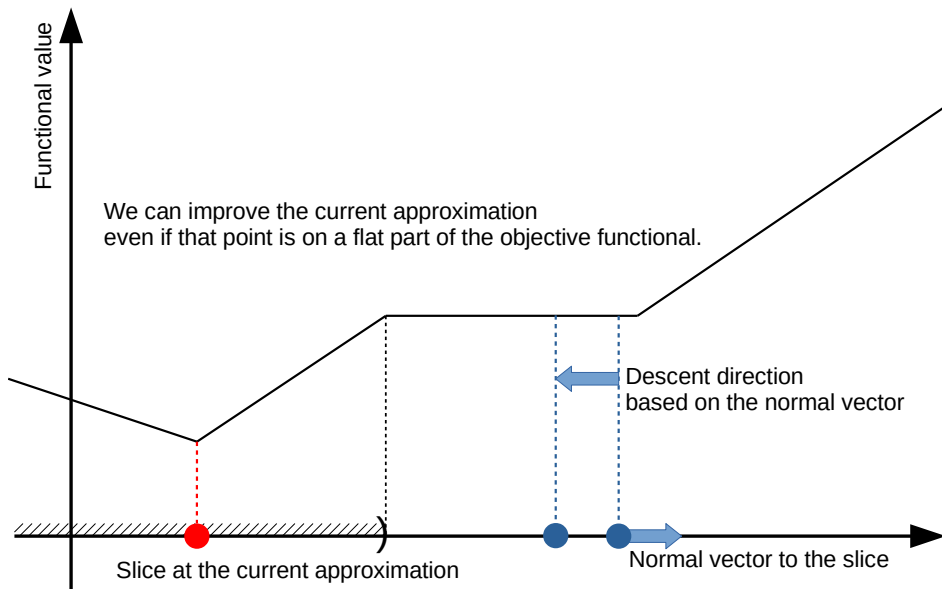 Functional value
We can improve the current approximation
even if that point is on a flat part of the objective functional.
Descent direction
based on the normal vector
)
Normal vector to the slice
Slice at the current approximation